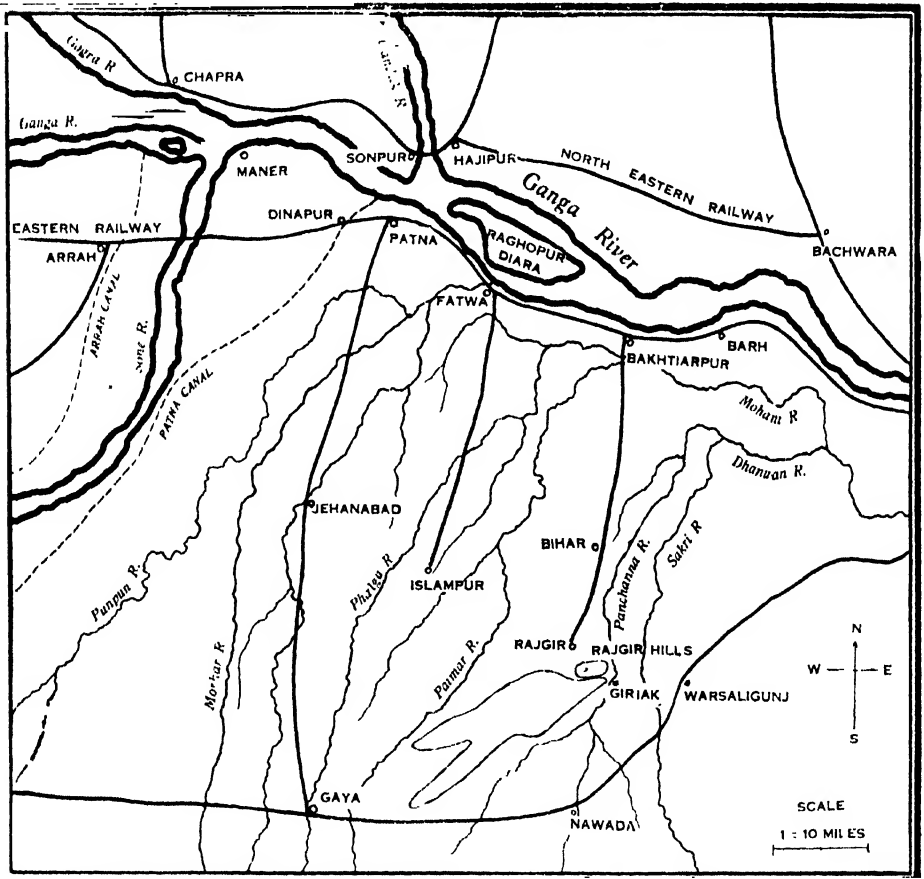 Gogra R
CHAPRA
Ganga R.
MANER
SONPUR
HAJIPUR
NORTH EASTERN RAILWAY
Ganga River
DINAPUR
PATNA
RAGHOPUR
DIARA
BACHWARA
EASTERN RAILWAY
ARRAH
ARRAH CANAL
Sone R.
PATNA CANAL
FATWA
BAKHTIARPUR
BARH
Mohani R
Dhanuan R.
JEHANABAD
BIHAR
ISLAMPUR
Punpun R.
Morhar R
Phalgu R
Paimar R.
Panchanna R.
Sakri R
RAJGIR
RAJGIR HILLS
GIRIAK
WARSALIGUNJ
N
W E
S
GAYA
NAWADA
SCALE
1 = 10 MILES